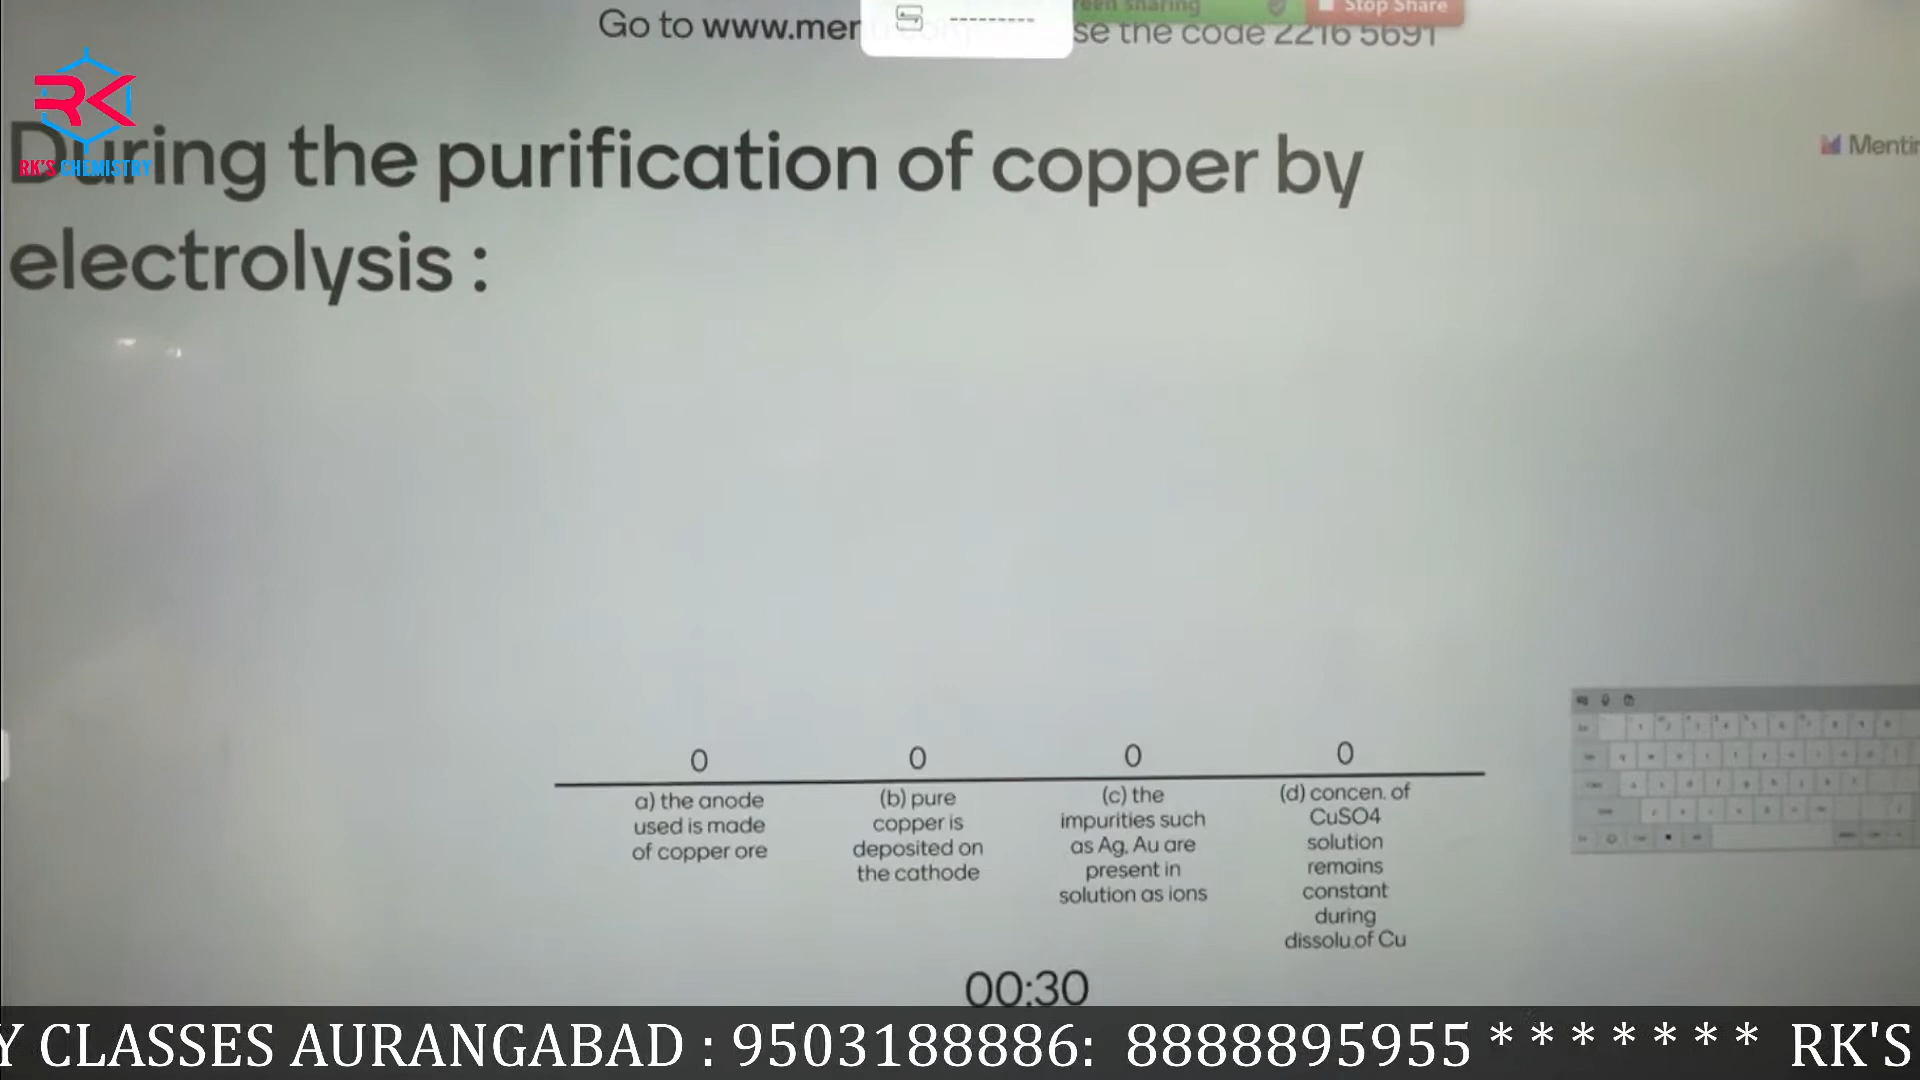 Go to www.mer
se the code 2216 5691
sharing
Stop Share
RK
RK'S CHEMISTRY
During the purification of copper by
electrolysis :
0
0
0
0
a) the anode
used is made
of copper ore
(b) pure
copper is
deposited on
the cathode
(c) the
impurities such
as Ag, Au are
present in
solution as ions
(d) concen. of
CuSO4
solution
remains
constant
during
dissolu.of Cu
00:30
Y CLASSES AURANGABAD : 9503188886: 8888895955 * * * * * * * RK'S